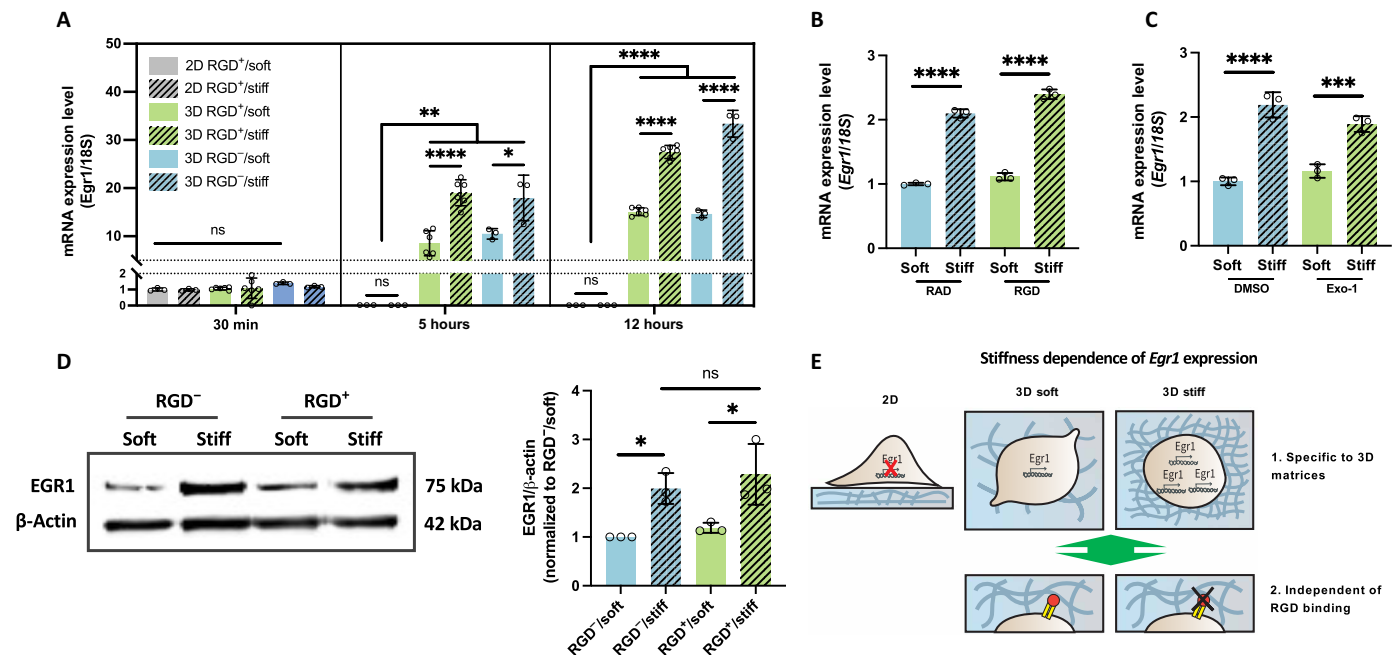 A
mRNA expression level
(Egr1/18S)
50
40
30
20
10
2
1
0
2D RGD⁺/soft
2D RGD⁺/stiff
3D RGD⁺/soft
3D RGD⁺/stiff
3D RGD⁻/soft
3D RGD⁻/stiff
ns
30 min
**
****
*
ns
5 hours
****
****
****
ns
12 hours
B
mRNA expression level
(Egr1/18S)
3
2
1
0
****
****
Soft Stiff Soft Stiff
RAD RGD
C
mRNA expression level
(Egr1/18S)
3
2
1
0
****
***
Soft Stiff Soft Stiff
DMSO Exo-1
D
RGD⁻ RGD⁺
Soft Stiff Soft Stiff
EGR1 75 kDa
β-Actin 42 kDa
EGR1/β-actin
(normalized to RGD⁻/soft)
4
3
2
1
0
ns
*
*
RGD⁻/soft
RGD⁻/stiff
RGD⁺/soft
RGD⁺/stiff
E
Stiffness dependence of Egr1 expression
2D
3D soft
3D stiff
Egr1
Egr1
Egr1
Egr1 Egr1
1. Specific to 3D
matrices
2. Independent of
RGD binding